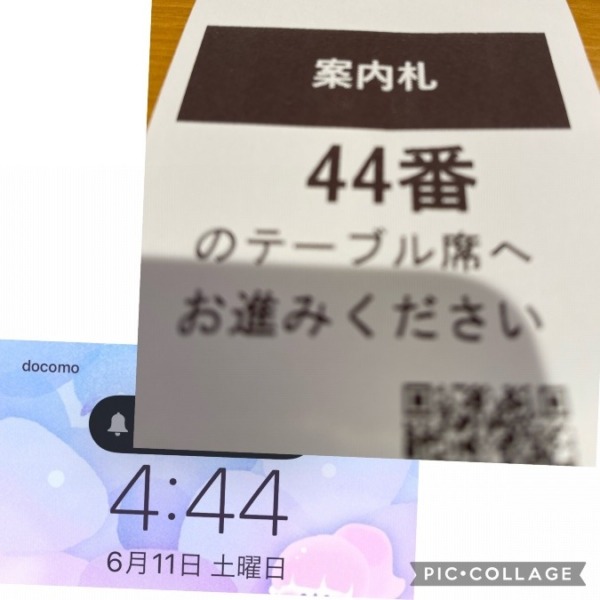 案内札
44番
のテーブル席へ
お進みください
docomo
4:44
6月11日 土曜日
PIC•COLLAGE